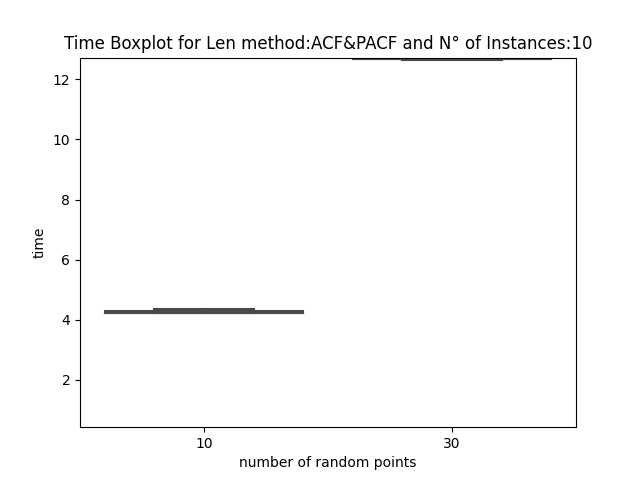 Time Boxplot for Len method:ACF&PACF and N° of Instances:10
12
10
8
6
4
2
time
10 30
number of random points